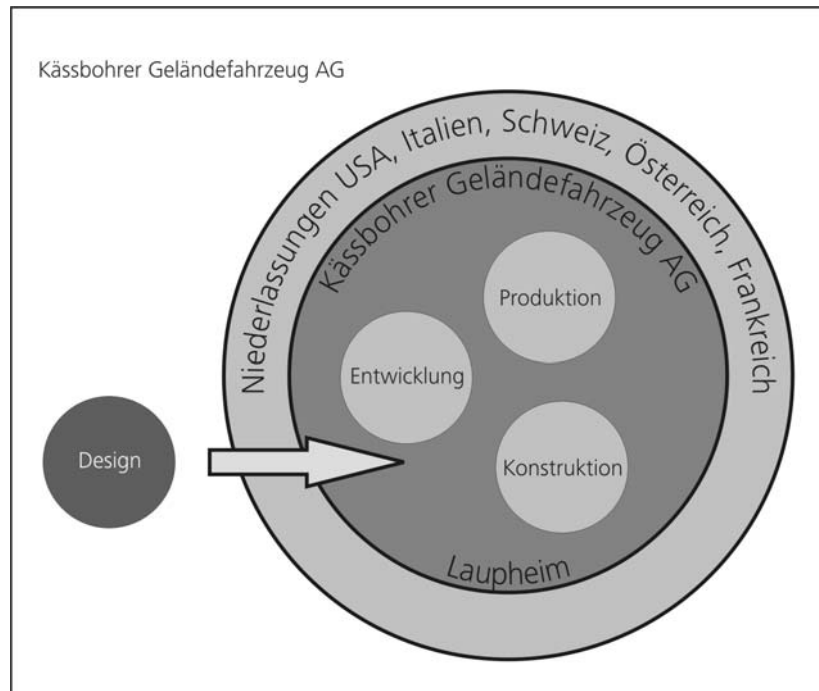 Kässbohrer Geländefahrzeug AG
Niederlassungen USA, Italien, Schweiz, Österreich, Frankreich
Kässbohrer Geländefahrzeug AG
Produktion
Entwicklung
Design
Konstruktion
Laupheim